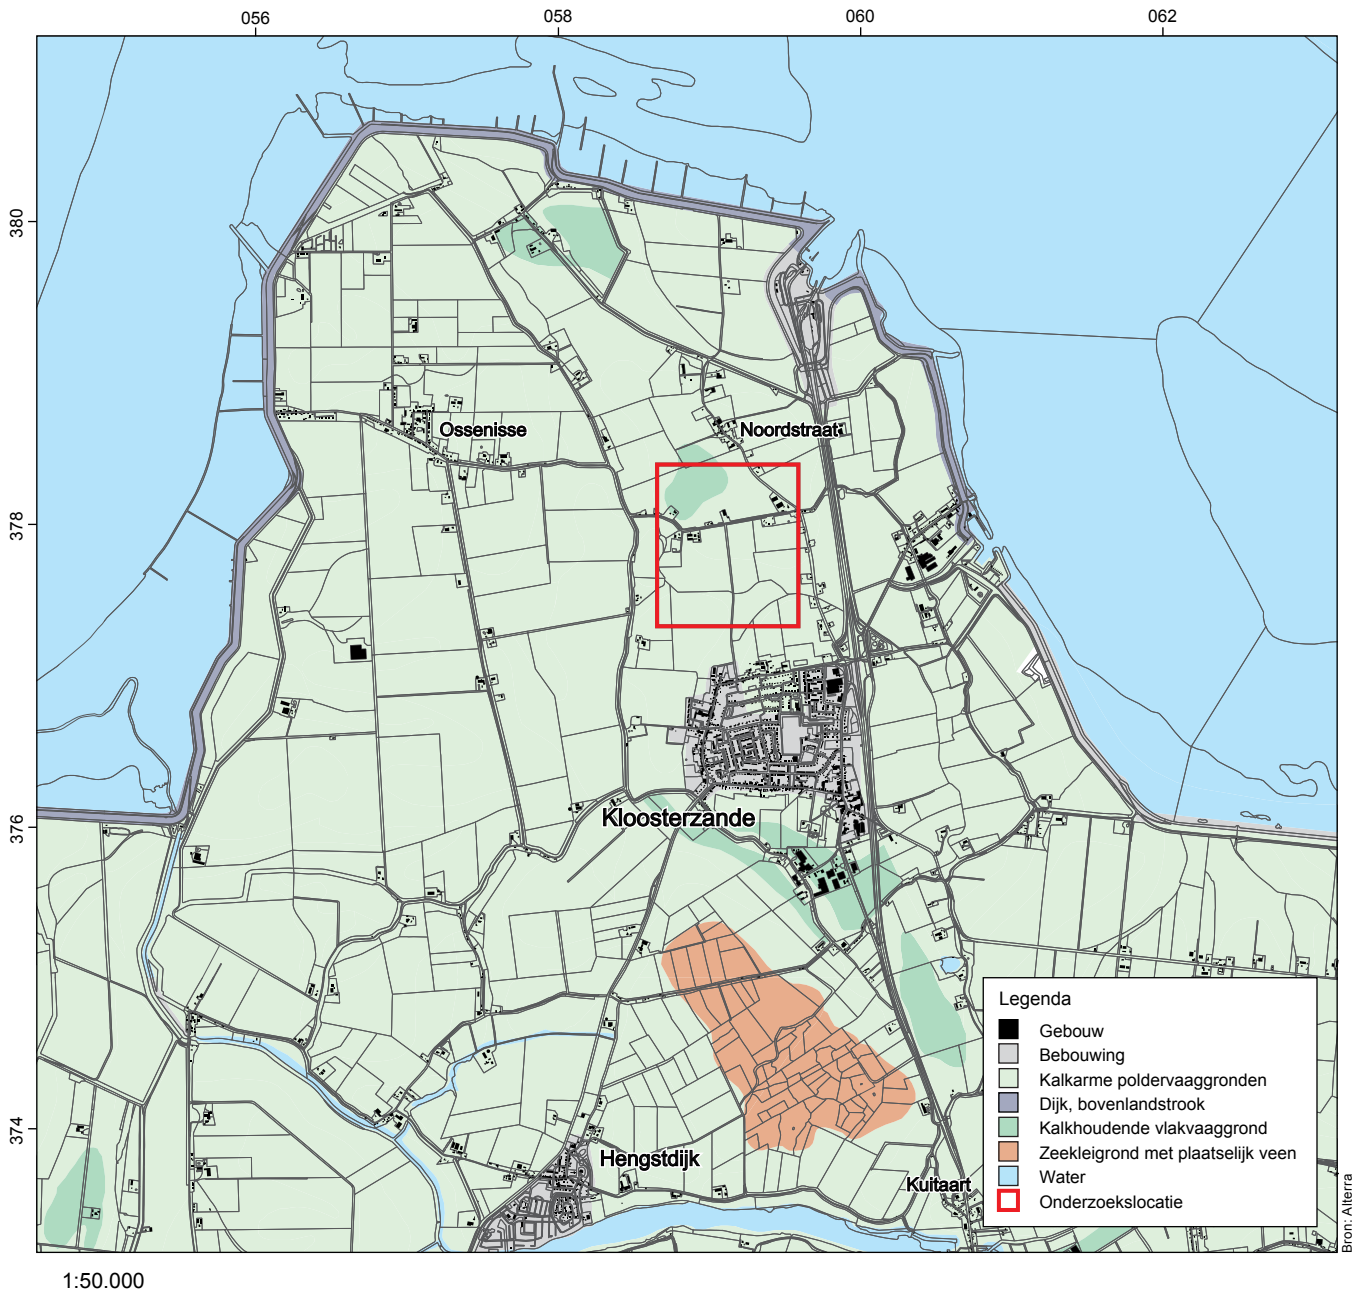 056
058
060
062
380
378
376
374
Ossenisse
Noordstraat
Kloosterzande
Hengstdijk
Kuitaart
Legenda
Gebouw
Bebouwing
Kalkarme poldervaaggronden
Dijk, bovenlandstrook
Kalkhoudende vlakvaaggrond
Zeekleigrond met plaatselijk veen
Water
Onderzoekslocatie
Bron: Alterra
1:50.000